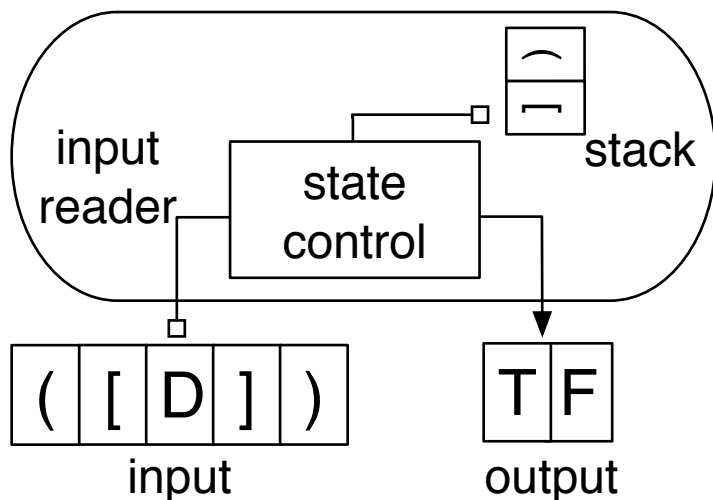 (
[
input
reader
state
control
stack
( [ D ] )
T F
input
output